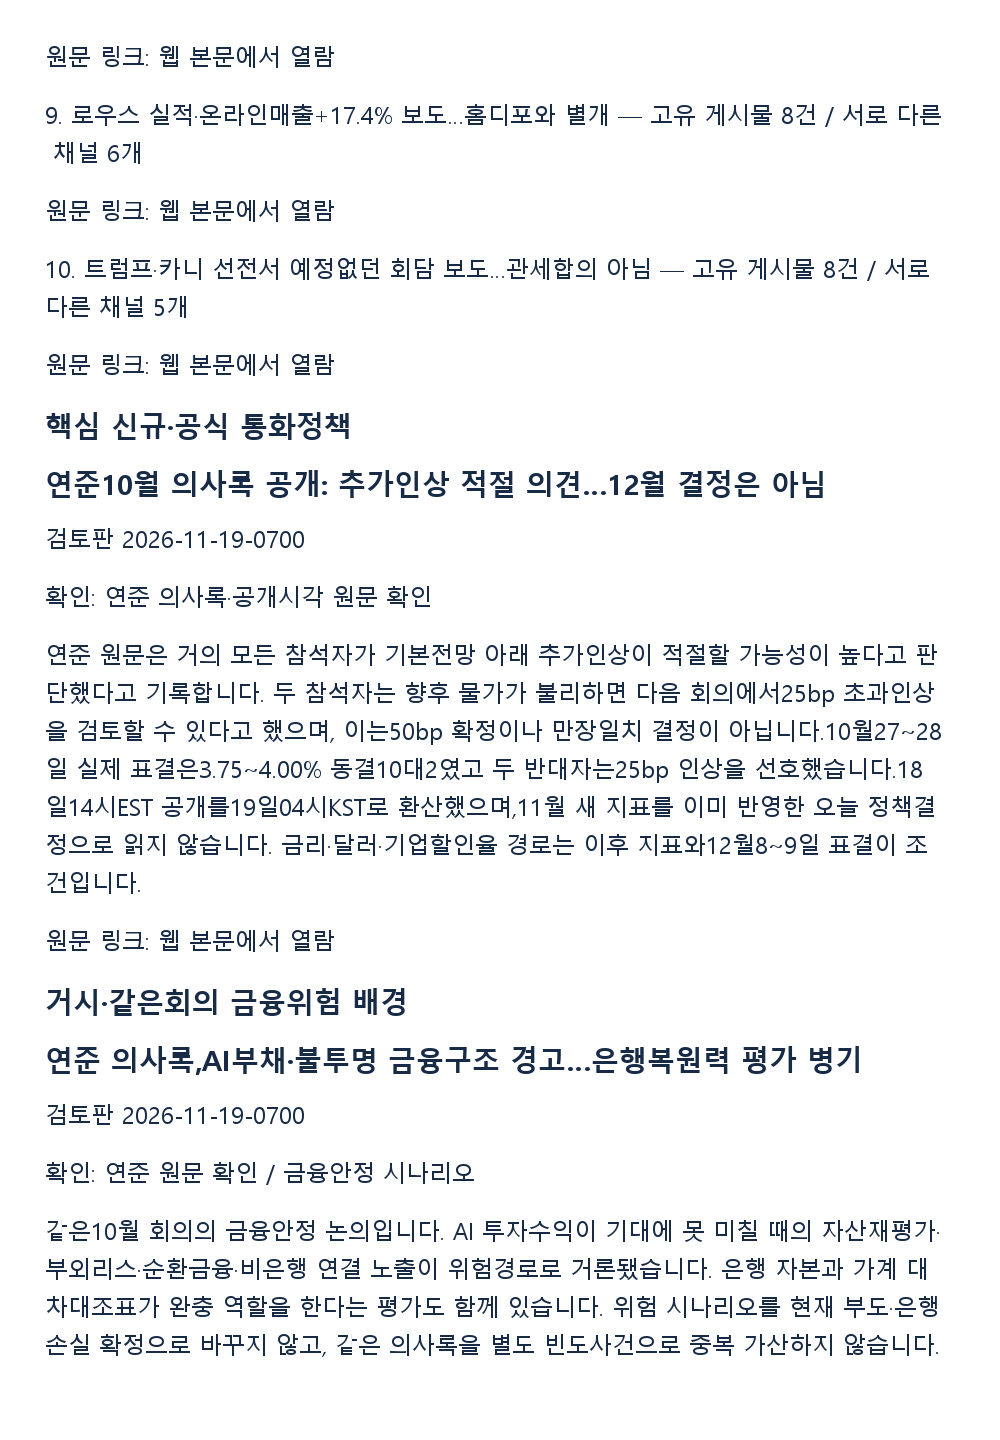 원문 링크: 웹 본문에서 열람
9. 로우스 실적·온라인매출+17.4% 보도...홈디포와 별개 — 고유 게시물 8건 / 서로 다른
채널 6개
원문 링크: 웹 본문에서 열람
10. 트럼프·카니 선전서 예정없던 회담 보도...관세합의 아님 — 고유 게시물 8건 / 서로
다른 채널 5개
원문 링크: 웹 본문에서 열람
핵심 신규·공식 통화정책
연준10월 의사록 공개: 추가인상 적절 의견...12월 결정은 아님
검토판 2026-11-19-0700
확인: 연준 의사록·공개시각 원문 확인
연준 원문은 거의 모든 참석자가 기본전망 아래 추가인상이 적절할 가능성이 높다고 판
단했다고 기록합니다. 두 참석자는 향후 물가가 불리하면 다음 회의에서25bp 초과인상
을 검토할 수 있다고 했으며, 이는50bp 확정이나 만장일치 결정이 아닙니다.10월27~28
일 실제 표결은3.75~4.00% 동결10대2였고 두 반대자는25bp 인상을 선호했습니다.18
일14시EST 공개를19일04시KST로 환산했으며,11월 새 지표를 이미 반영한 오늘 정책결
정으로 읽지 않습니다. 금리·달러·기업할인율 경로는 이후 지표와12월8~9일 표결이 조
건입니다.
원문 링크: 웹 본문에서 열람
거시·같은회의 금융위험 배경
연준 의사록,AI부채·불투명 금융구조 경고...은행복원력 평가 병기
검토판 2026-11-19-0700
확인: 연준 원문 확인 / 금융안정 시나리오
같은10월 회의의 금융안정 논의입니다. AI 투자수익이 기대에 못 미칠 때의 자산재평가·
부외리스·순환금융·비은행 연결 노출이 위험경로로 거론됐습니다. 은행 자본과 가계 대
차대조표가 완충 역할을 한다는 평가도 함께 있습니다. 위험 시나리오를 현재 부도·은행
손실 확정으로 바꾸지 않고, 같은 의사록을 별도 빈도사건으로 중복 가산하지 않습니다.